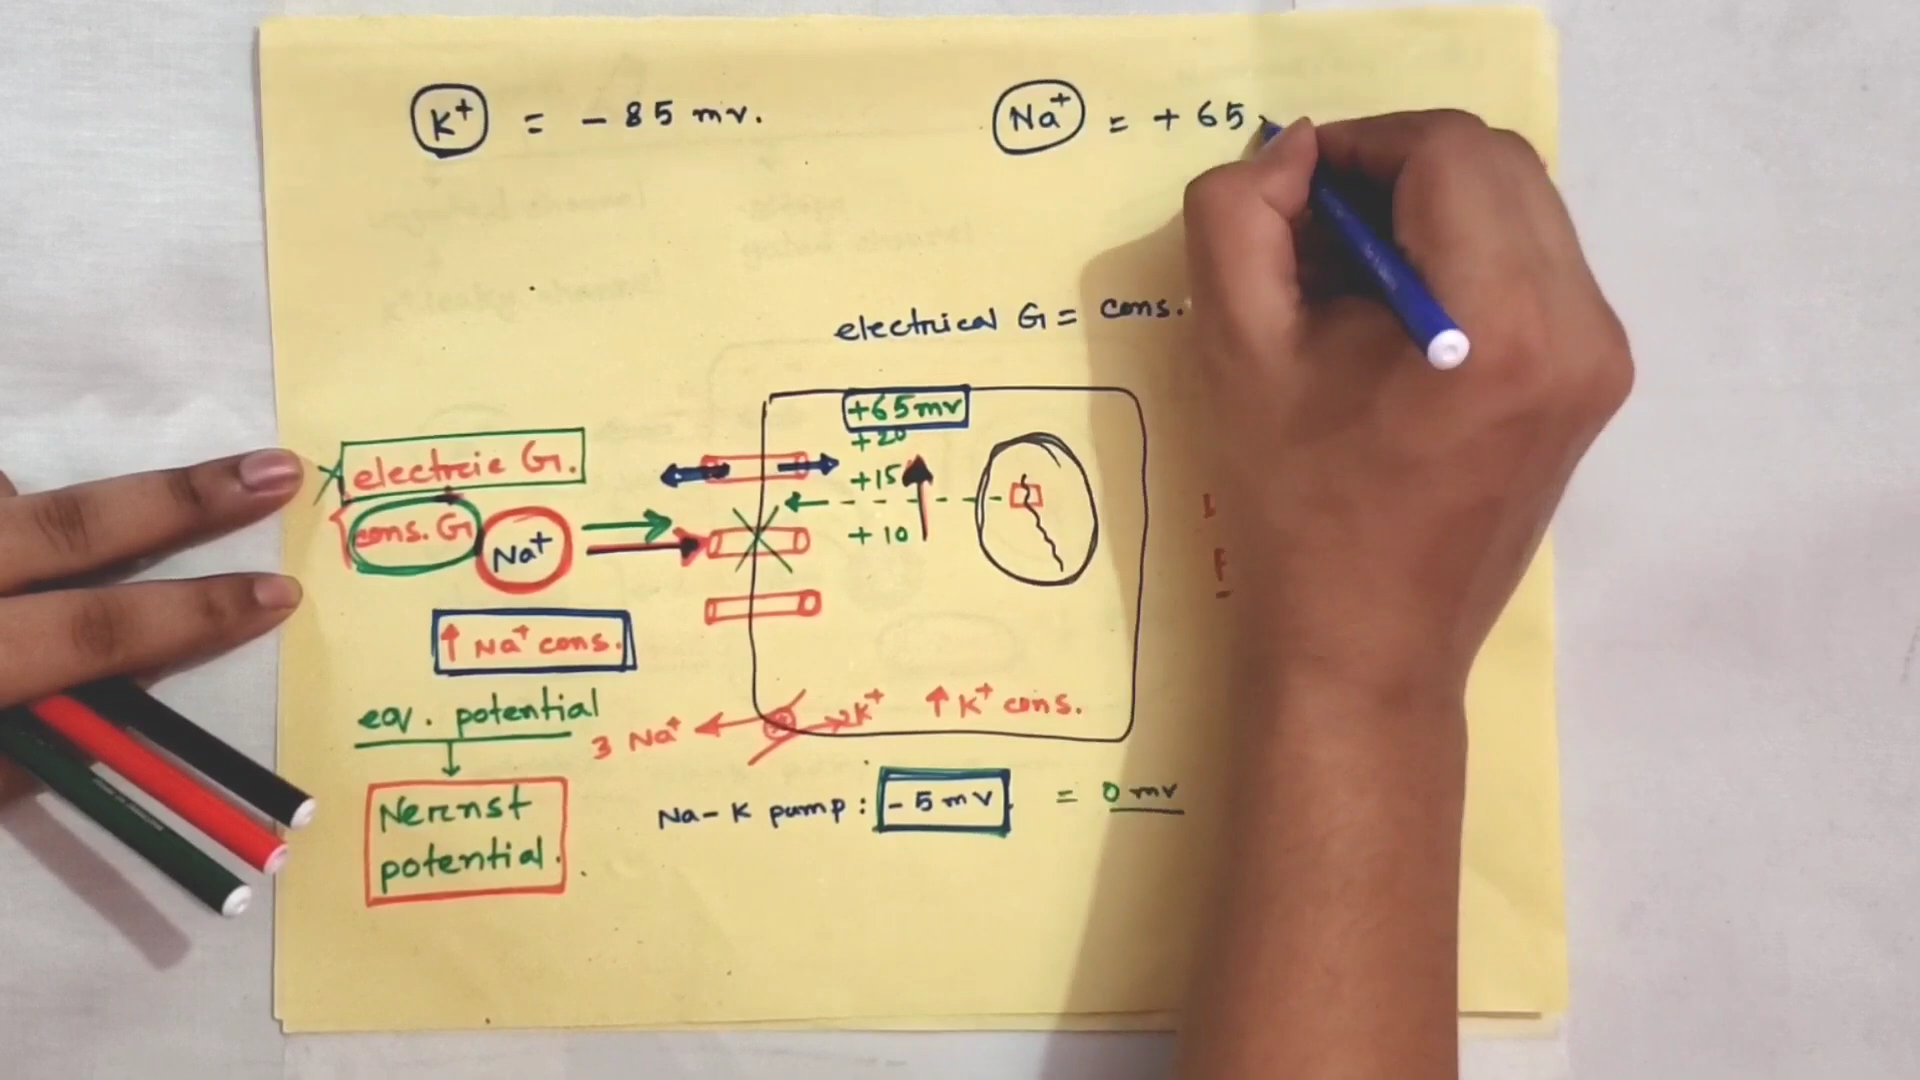 K+ = - 85 mv.
Na+ = + 65
electrical G = cons.
+65mv
+20
+15
+ 10
electric G.
cons. G
Na+
↑ Na+ cons.
eqv. potential
3 Na+
2K+
↑ K+ cons.
Nernst
potential.
Na-K pump : - 5 mv. = 0 mv